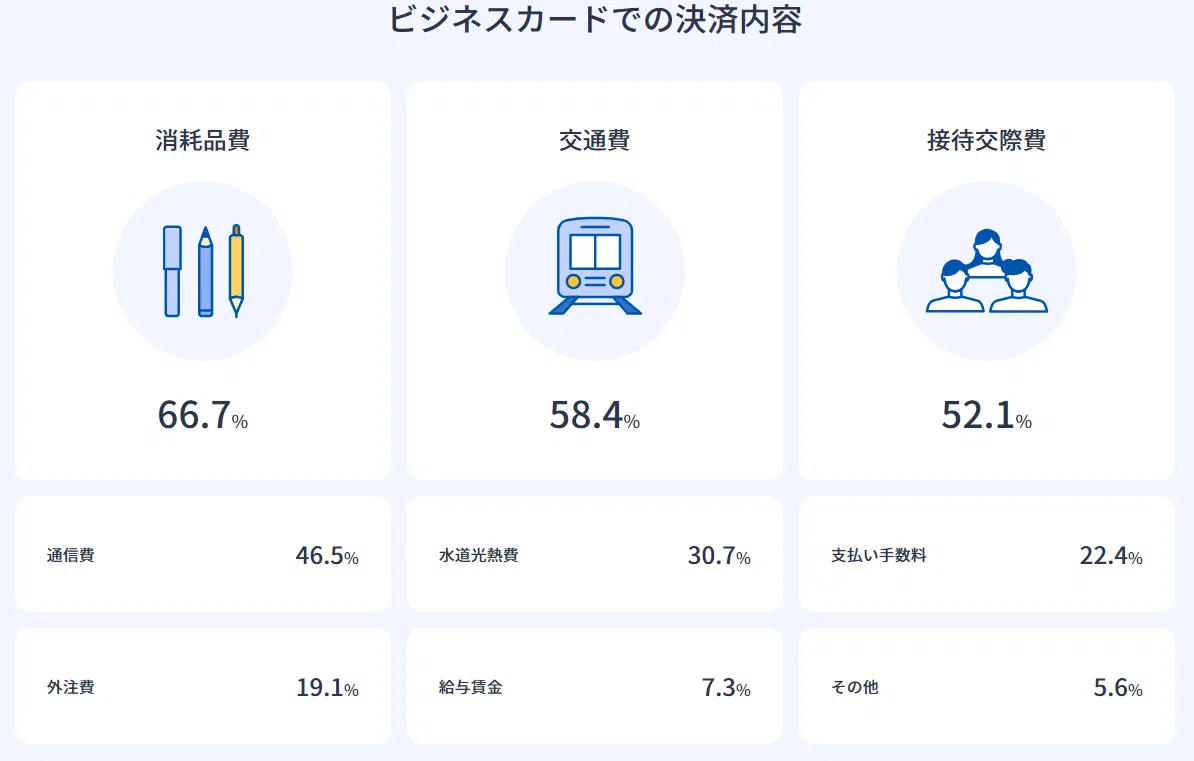 ビジネスカードでの決済内容
消耗品費
66.7%
交通費
58.4%
接待交際費
52.1%
通信費 46.5%
水道光熱費 30.7%
支払い手数料 22.4%
外注費 19.1%
給与賃金 7.3%
その他 5.6%